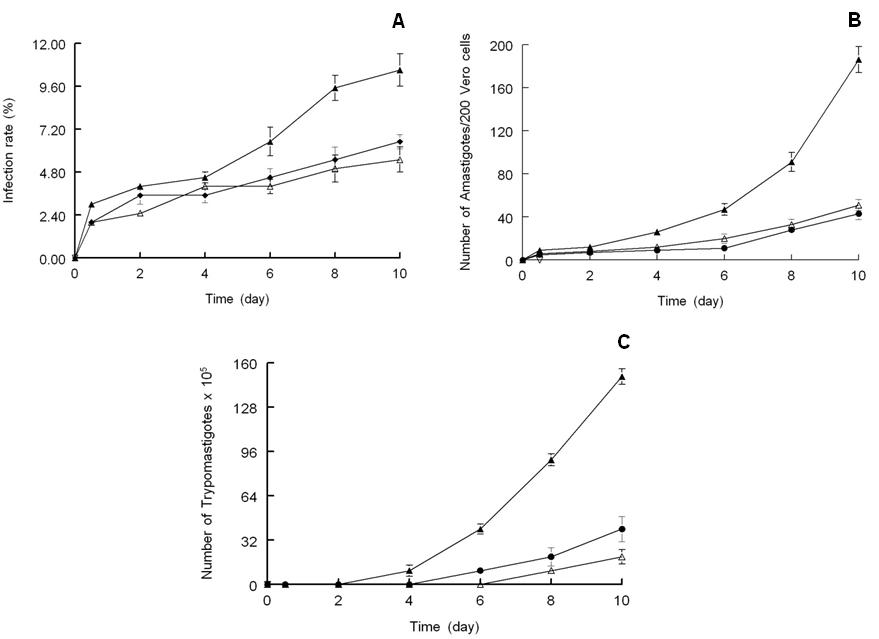 A
Infection rate (%)
12.00
9.60
7.20
4.80
2.40
0.00
0 2 4 6 8 10
Time (day)
B
Number of Amastigotes/200 Vero cells
200
160
120
80
40
0
0 2 4 6 8 10
Time (day)
C
Number of Trypomastigotes x 10⁵
160
128
96
64
32
0
0 2 4 6 8 10
Time (day)